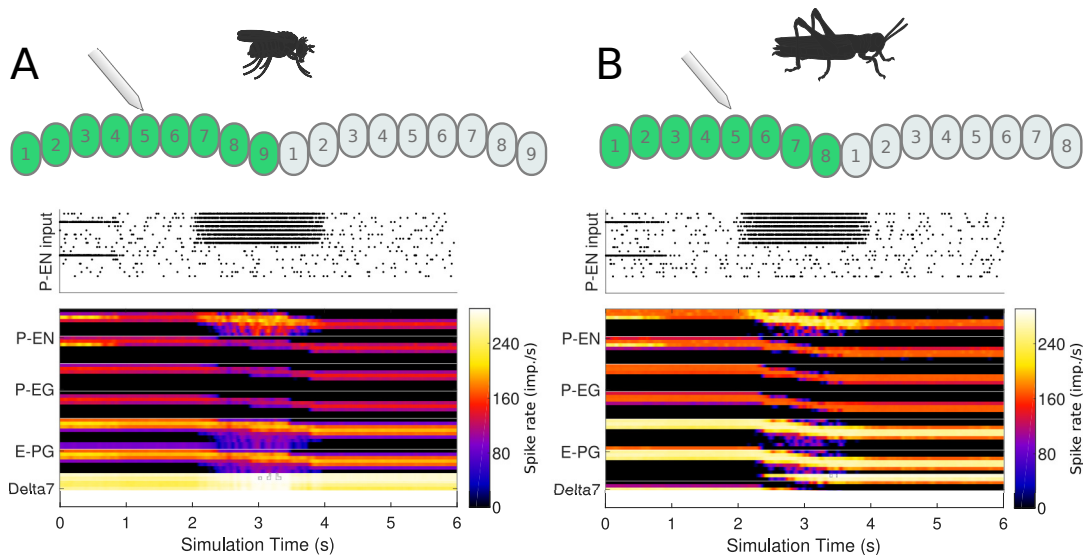 A
1 2 3 4 5 6 7 8 9 1 2 3 4 5 6 7 8 9
P-EN input
P-EN
P-EG
E-PG
Delta7
0 1 2 3 4 5 6
Simulation Time (s)
240
160
80
0
Spike rate (imp./s)
B
1 2 3 4 5 6 7 8 1 2 3 4 5 6 7 8
P-EN input
P-EN
P-EG
E-PG
Delta7
0 1 2 3 4 5 6
Simulation Time (s)
240
160
80
0
Spike rate (imp./s)